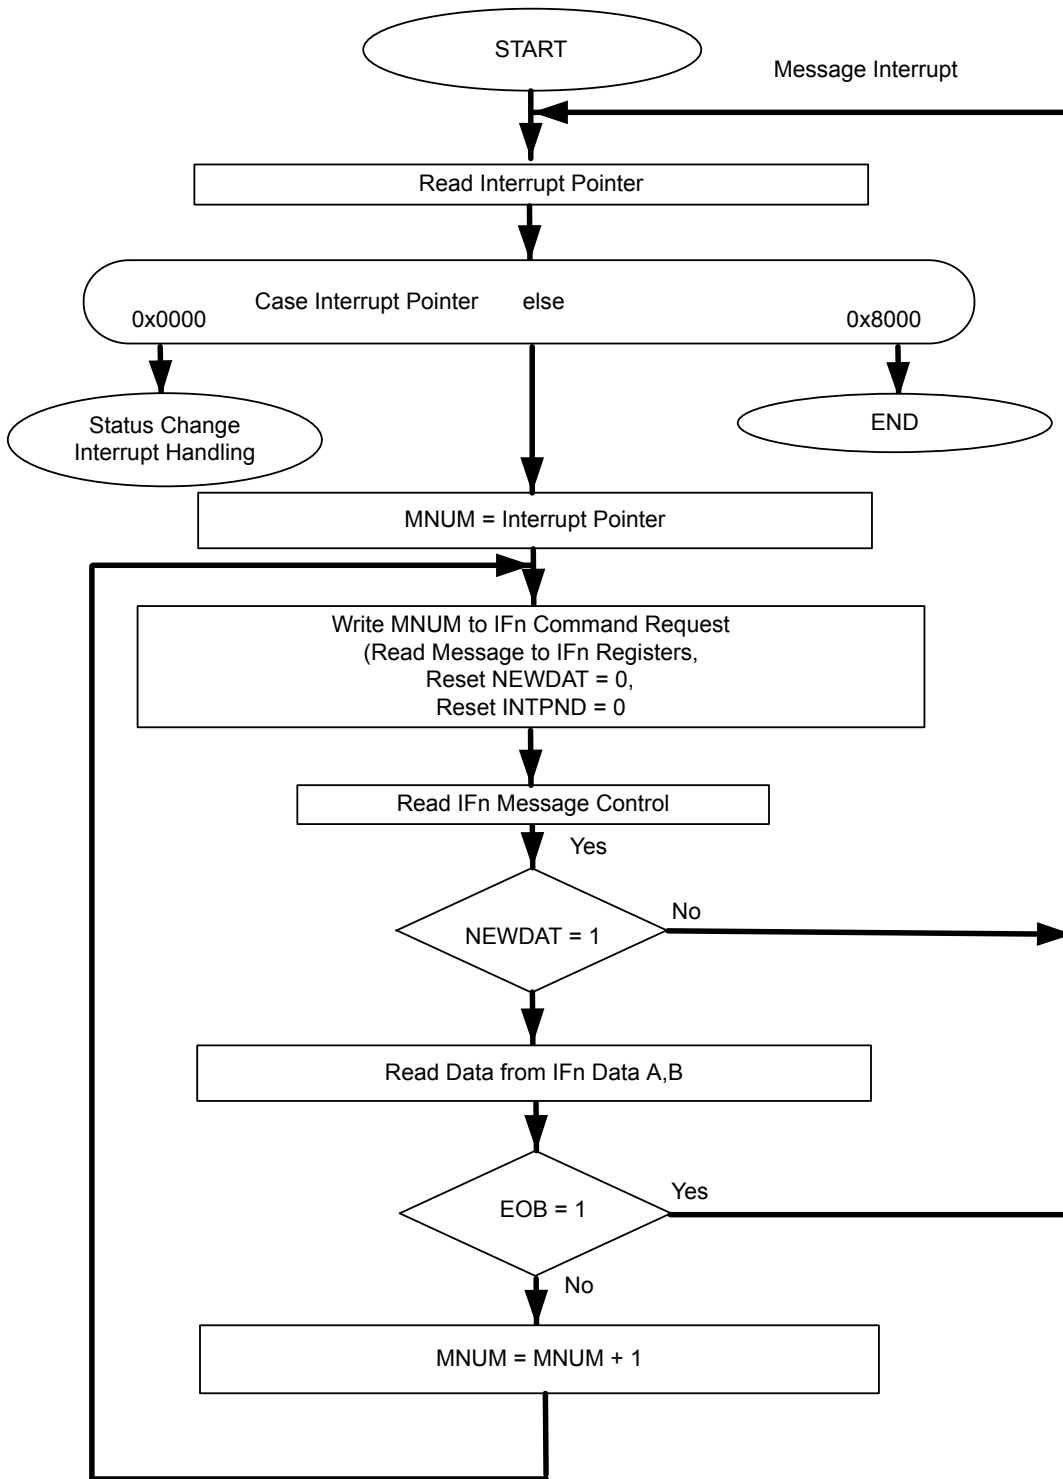 START
Message Interrupt
Read Interrupt Pointer
Case Interrupt Pointer else
0x0000 0x8000
Status Change
Interrupt Handling
END
MNUM = Interrupt Pointer
Write MNUM to IFn Command Request
(Read Message to IFn Registers,
Reset NEWDAT = 0,
Reset INTPND = 0
Read IFn Message Control
Yes
NEWDAT = 1
No
Read Data from IFn Data A,B
EOB = 1
Yes
No
MNUM = MNUM + 1